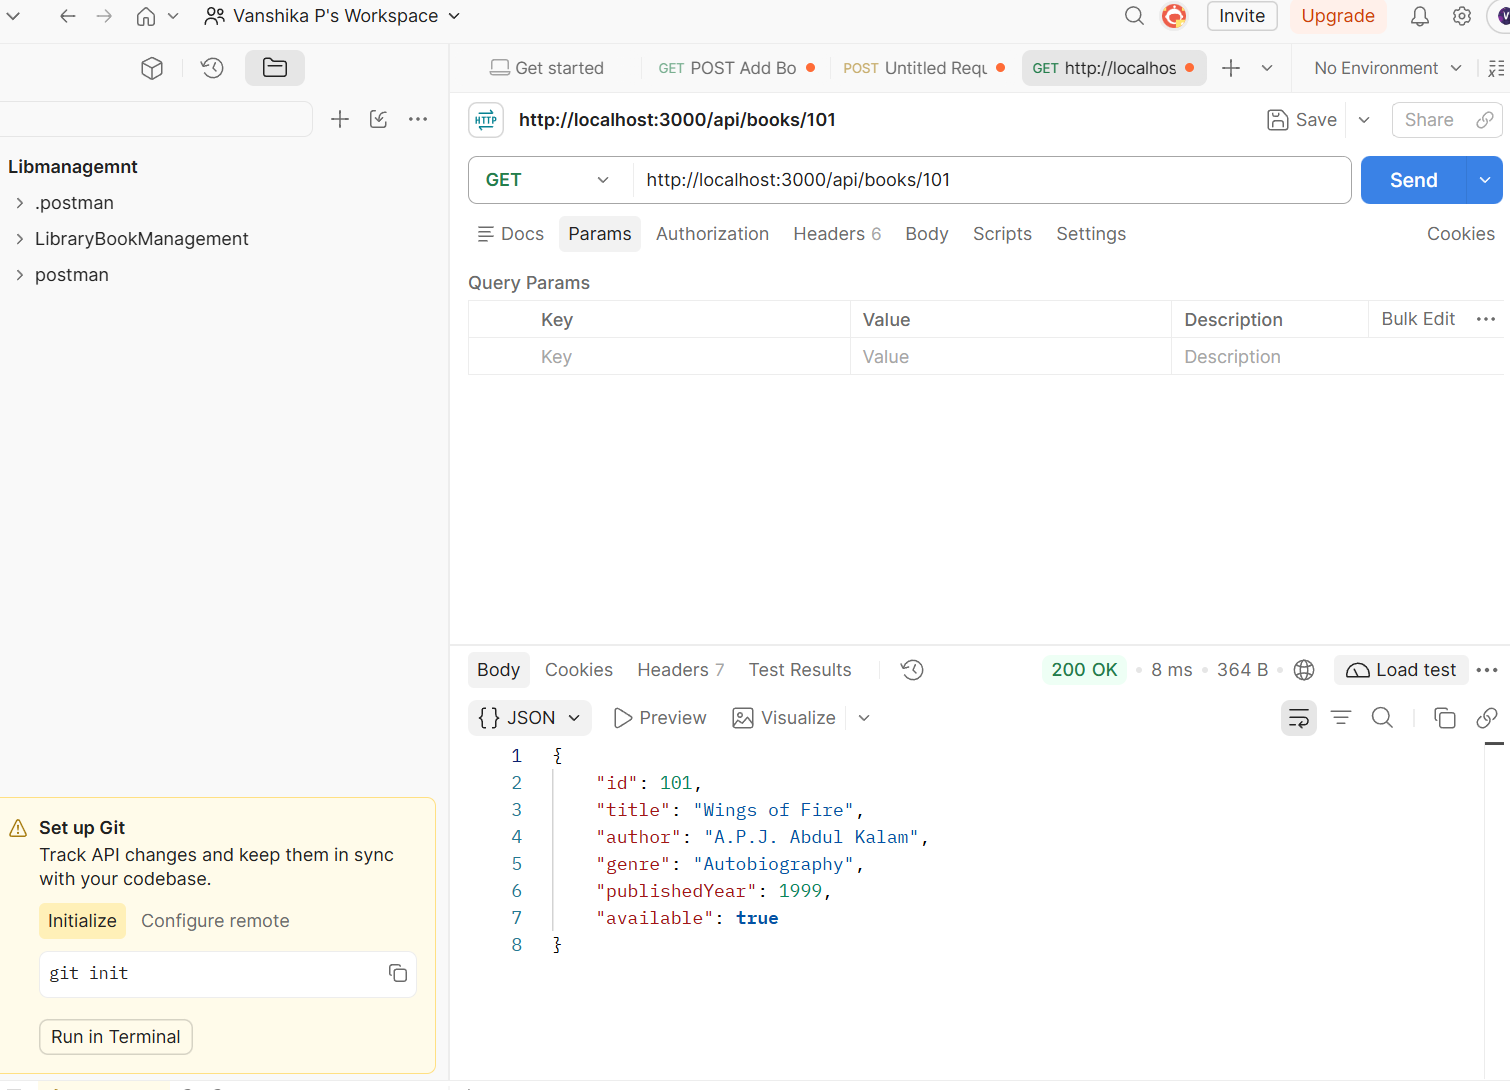 Vanshika P's Workspace
Invite
Upgrade
Get started
GET POST Add Bo
POST Untitled Requ
GET http://localhos
No Environment
HTTP
http://localhost:3000/api/books/101
Save
Share
Libmanagemnt
.postman
LibraryBookManagement
postman
GET
http://localhost:3000/api/books/101
Send
Docs
Params
Authorization
Headers 6
Body
Scripts
Settings
Cookies
Query Params
Key
Value
Description
Bulk Edit
Key
Value
Description
Body
Cookies
Headers 7
Test Results
200 OK
8 ms
364 B
Load test
{} JSON
Preview
Visualize
1 {
2 "id": 101,
3 "title": "Wings of Fire",
4 "author": "A.P.J. Abdul Kalam",
5 "genre": "Autobiography",
6 "publishedYear": 1999,
7 "available": true
8 }
Set up Git
Track API changes and keep them in sync
with your codebase.
Initialize
Configure remote
git init
Run in Terminal